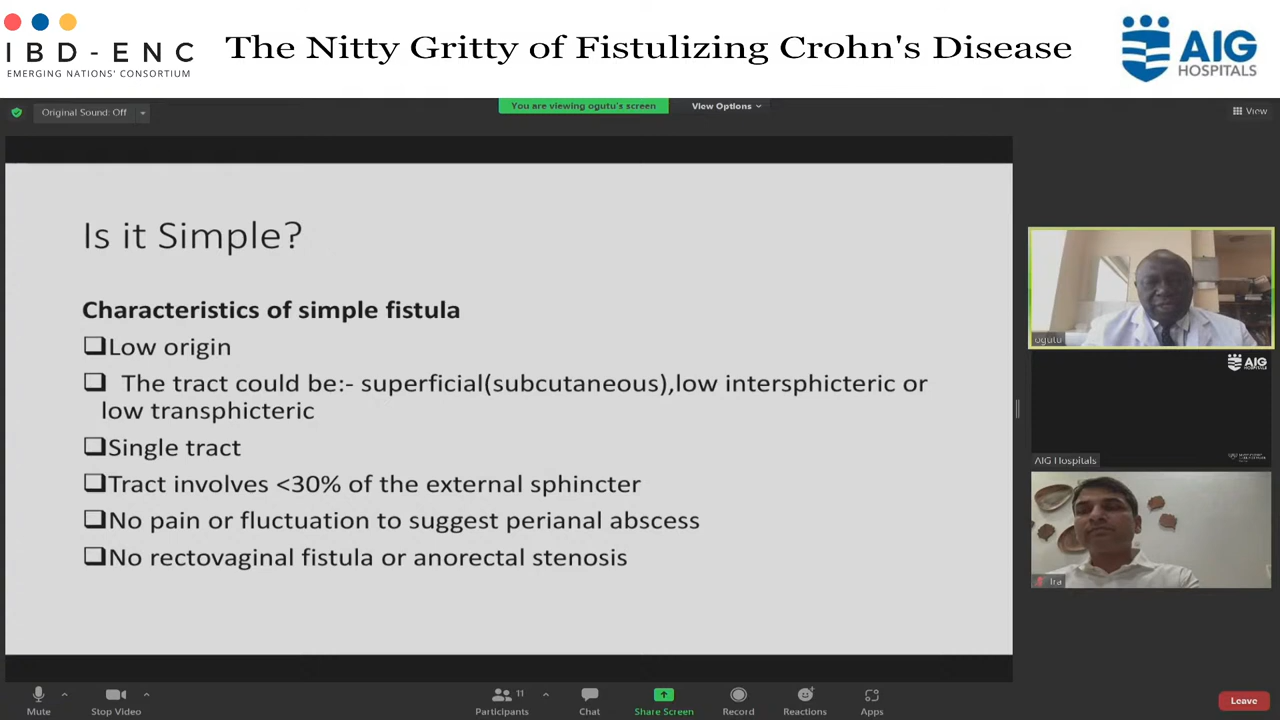 IBD-ENC
EMERGING NATIONS' CONSORTIUM
The Nitty Gritty of Fistulizing Crohn's Disease
AIG
HOSPITALS
Original Sound: Off
You are viewing ogutu's screen
View Options
View
Is it Simple?
Characteristics of simple fistula
Low origin
The tract could be:- superficial(subcutaneous),low intersphicteric or
low transphicteric
Single tract
Tract involves <30% of the external sphincter
No pain or fluctuation to suggest perianal abscess
No rectovaginal fistula or anorectal stenosis
ogutu
AIG
HOSPITALS
AIG Hospitals
Ira
Mute
Stop Video
Participants
11
Chat
Share Screen
Record
Reactions
Apps
Leave